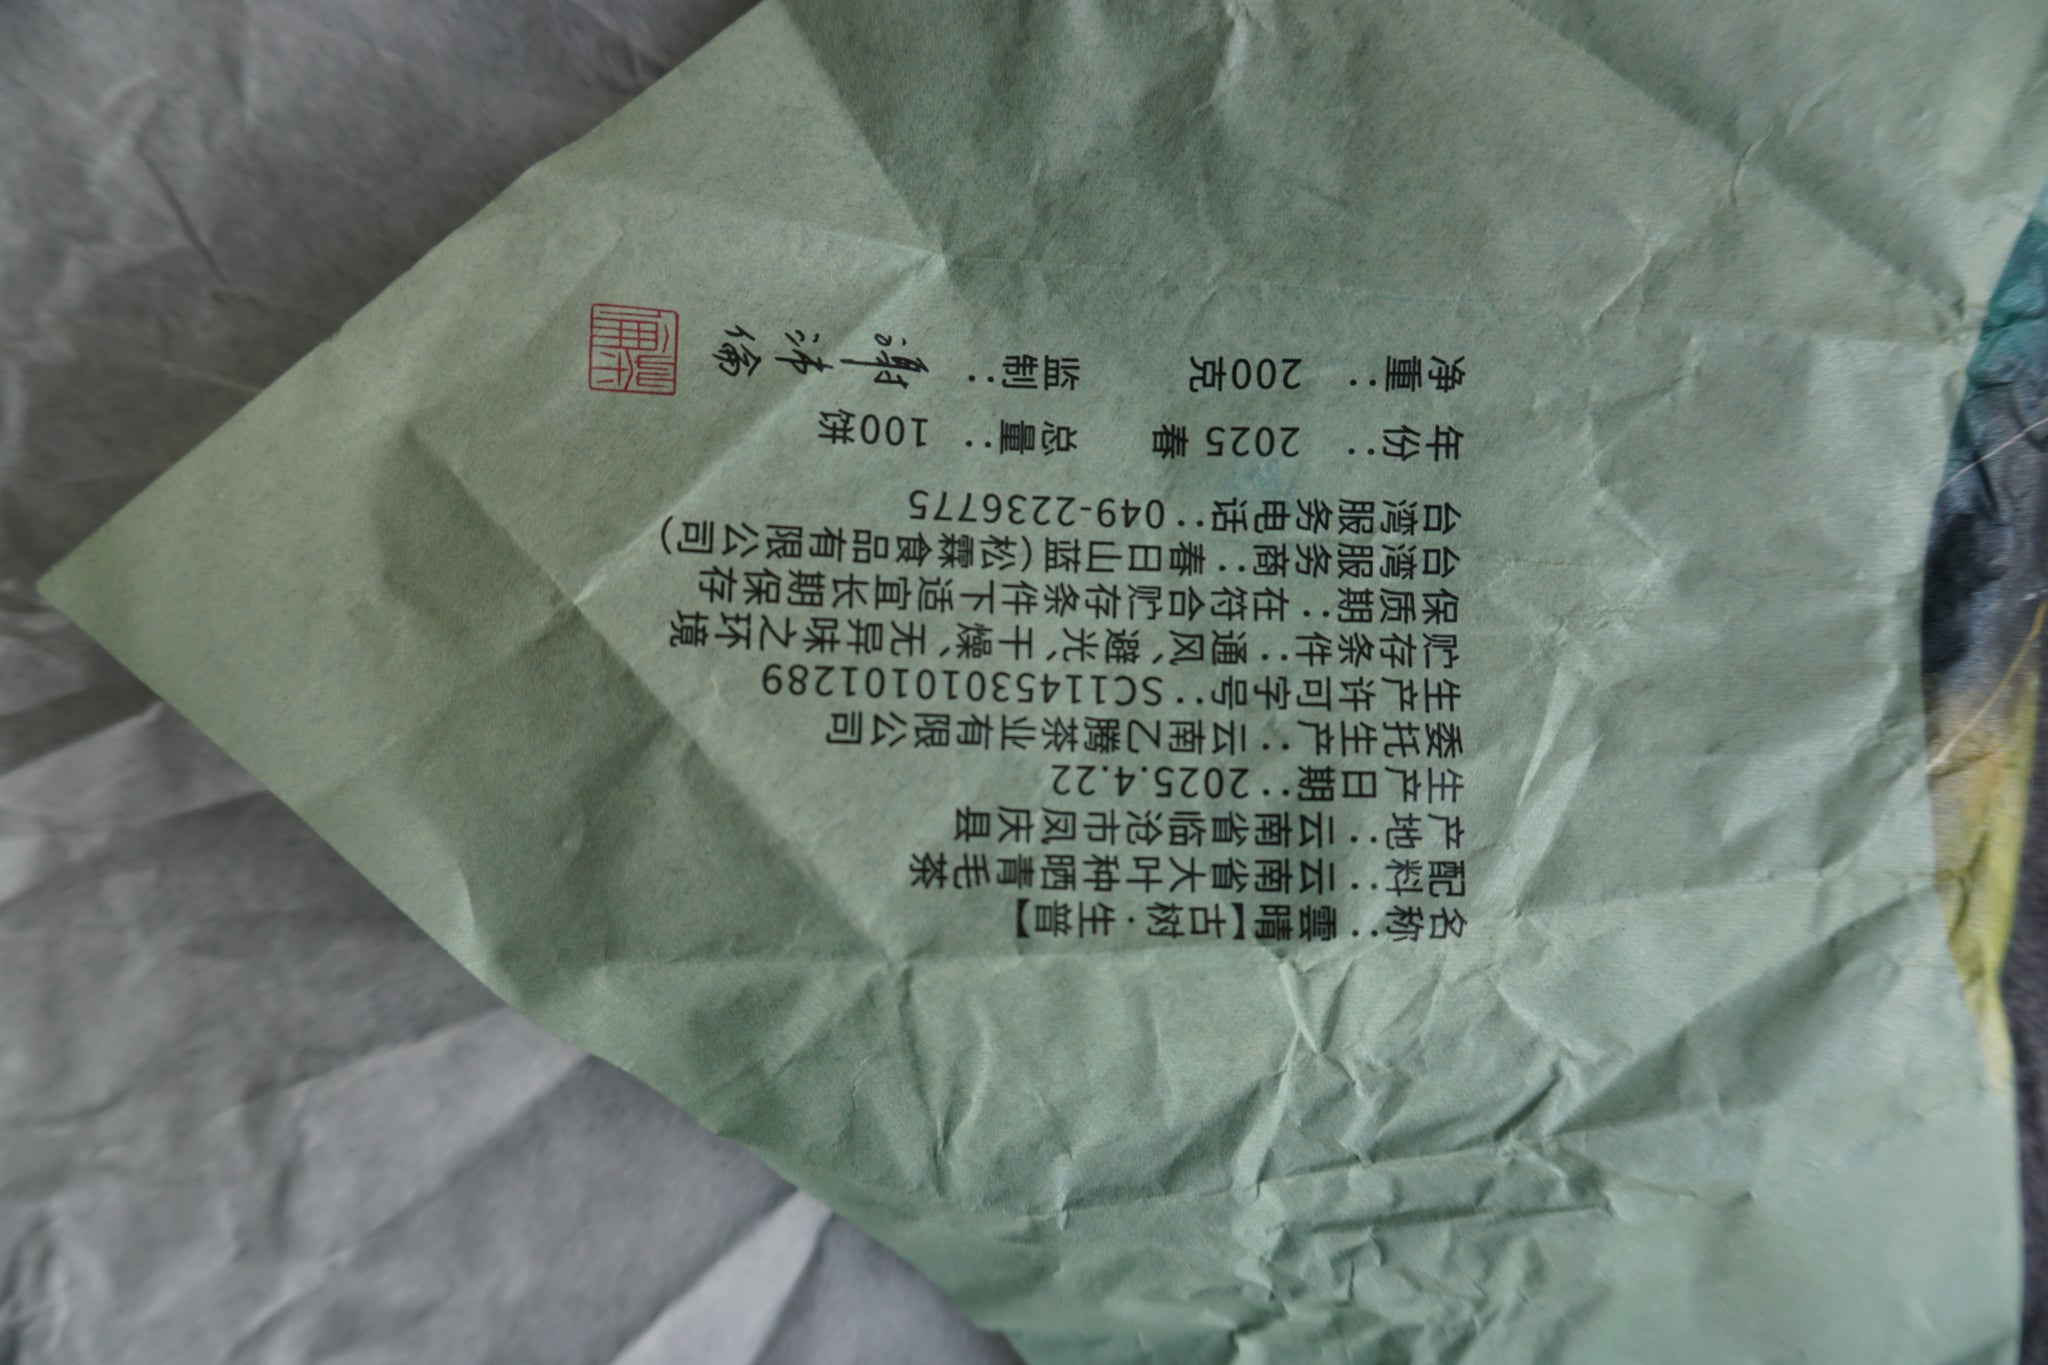 名称：雲晴【古树·生普】
配料：云南省大叶种晒青毛茶
产地：云南省临沧市凤庆县
生产日期：2025.4.22
委托生产：云南乙腾茶业有限公司
生产许可字号：SC11453010101289
贮存条件：通风、避光、干燥、无异味之环境
保质期：在符合贮存条件下适宜长期保存
台湾服务商：春日山蓝（松霖食品有限公司）
台湾服务电话：049-2236775
年份：2025 春 总量：100饼
净重：200克 监制：謝沛倫